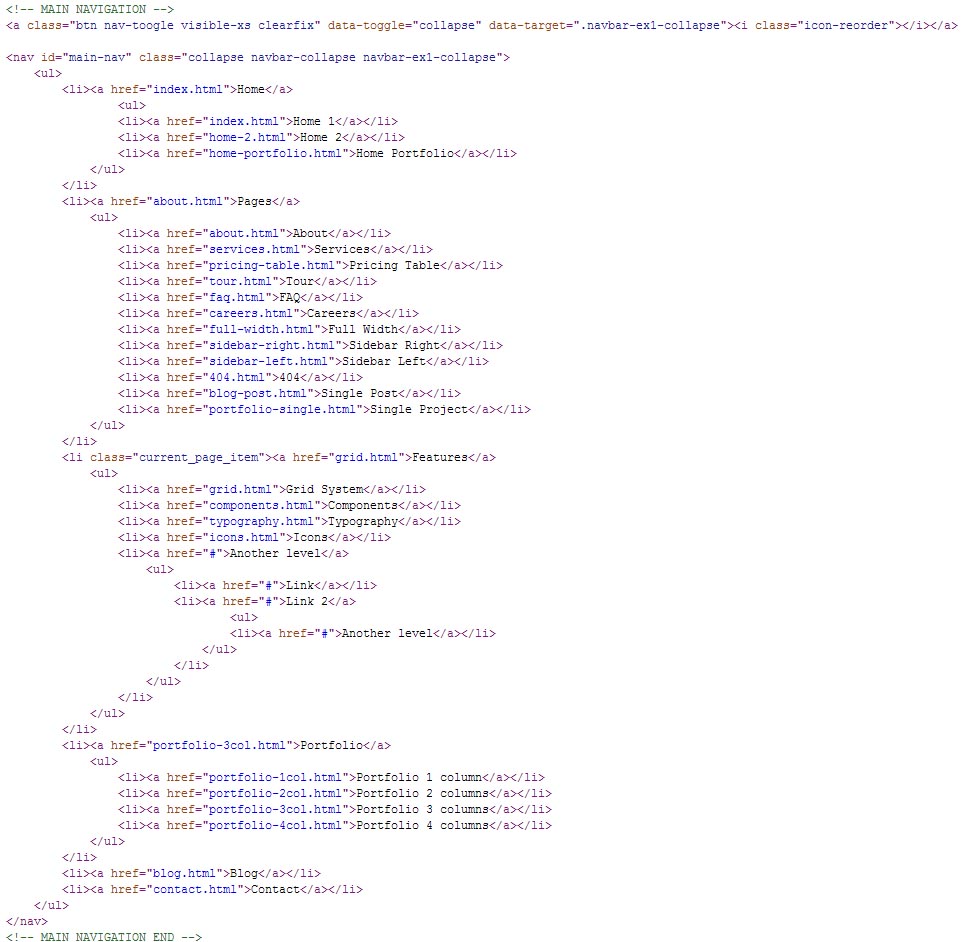 <!-- MAIN NAVIGATION -->
<a class="btn nav-toogle visible-xs clearfix" data-toggle="collapse" data-target=".navbar-ex1-collapse"><i class="icon-reorder"></i></a>
<nav id="main-nav" class="collapse navbar-collapse navbar-ex1-collapse">
<ul>
<li><a href="index.html">Home</a>
<ul>
<li><a href="index.html">Home 1</a></li>
<li><a href="home-2.html">Home 2</a></li>
<li><a href="home-portfolio.html">Home Portfolio</a></li>
</ul>
</li>
<li><a href="about.html">Pages</a>
<ul>
<li><a href="about.html">About</a></li>
<li><a href="services.html">Services</a></li>
<li><a href="pricing-table.html">Pricing Table</a></li>
<li><a href="tour.html">Tour</a></li>
<li><a href="faq.html">FAQ</a></li>
<li><a href="careers.html">Careers</a></li>
<li><a href="full-width.html">Full Width</a></li>
<li><a href="sidebar-right.html">Sidebar Right</a></li>
<li><a href="sidebar-left.html">Sidebar Left</a></li>
<li><a href="404.html">404</a></li>
<li><a href="blog-post.html">Single Post</a></li>
<li><a href="portfolio-single.html">Single Project</a></li>
</ul>
</li>
<li class="current_page_item"><a href="grid.html">Features</a>
<ul>
<li><a href="grid.html">Grid System</a></li>
<li><a href="components.html">Components</a></li>
<li><a href="typography.html">Typography</a></li>
<li><a href="icons.html">Icons</a></li>
<li><a href="#">Another level</a>
<ul>
<li><a href="#">Link</a></li>
<li><a href="#">Link 2</a>
<ul>
<li><a href="#">Another level</a></li>
</ul>
</li>
</ul>
</li>
</ul>
</li>
<li><a href="portfolio-3col.html">Portfolio</a>
<ul>
<li><a href="portfolio-1col.html">Portfolio 1 column</a></li>
<li><a href="portfolio-2col.html">Portfolio 2 columns</a></li>
<li><a href="portfolio-3col.html">Portfolio 3 columns</a></li>
<li><a href="portfolio-4col.html">Portfolio 4 columns</a></li>
</ul>
</li>
<li><a href="blog.html">Blog</a></li>
<li><a href="contact.html">Contact</a></li>
</ul>
</nav>
<!-- MAIN NAVIGATION END -->